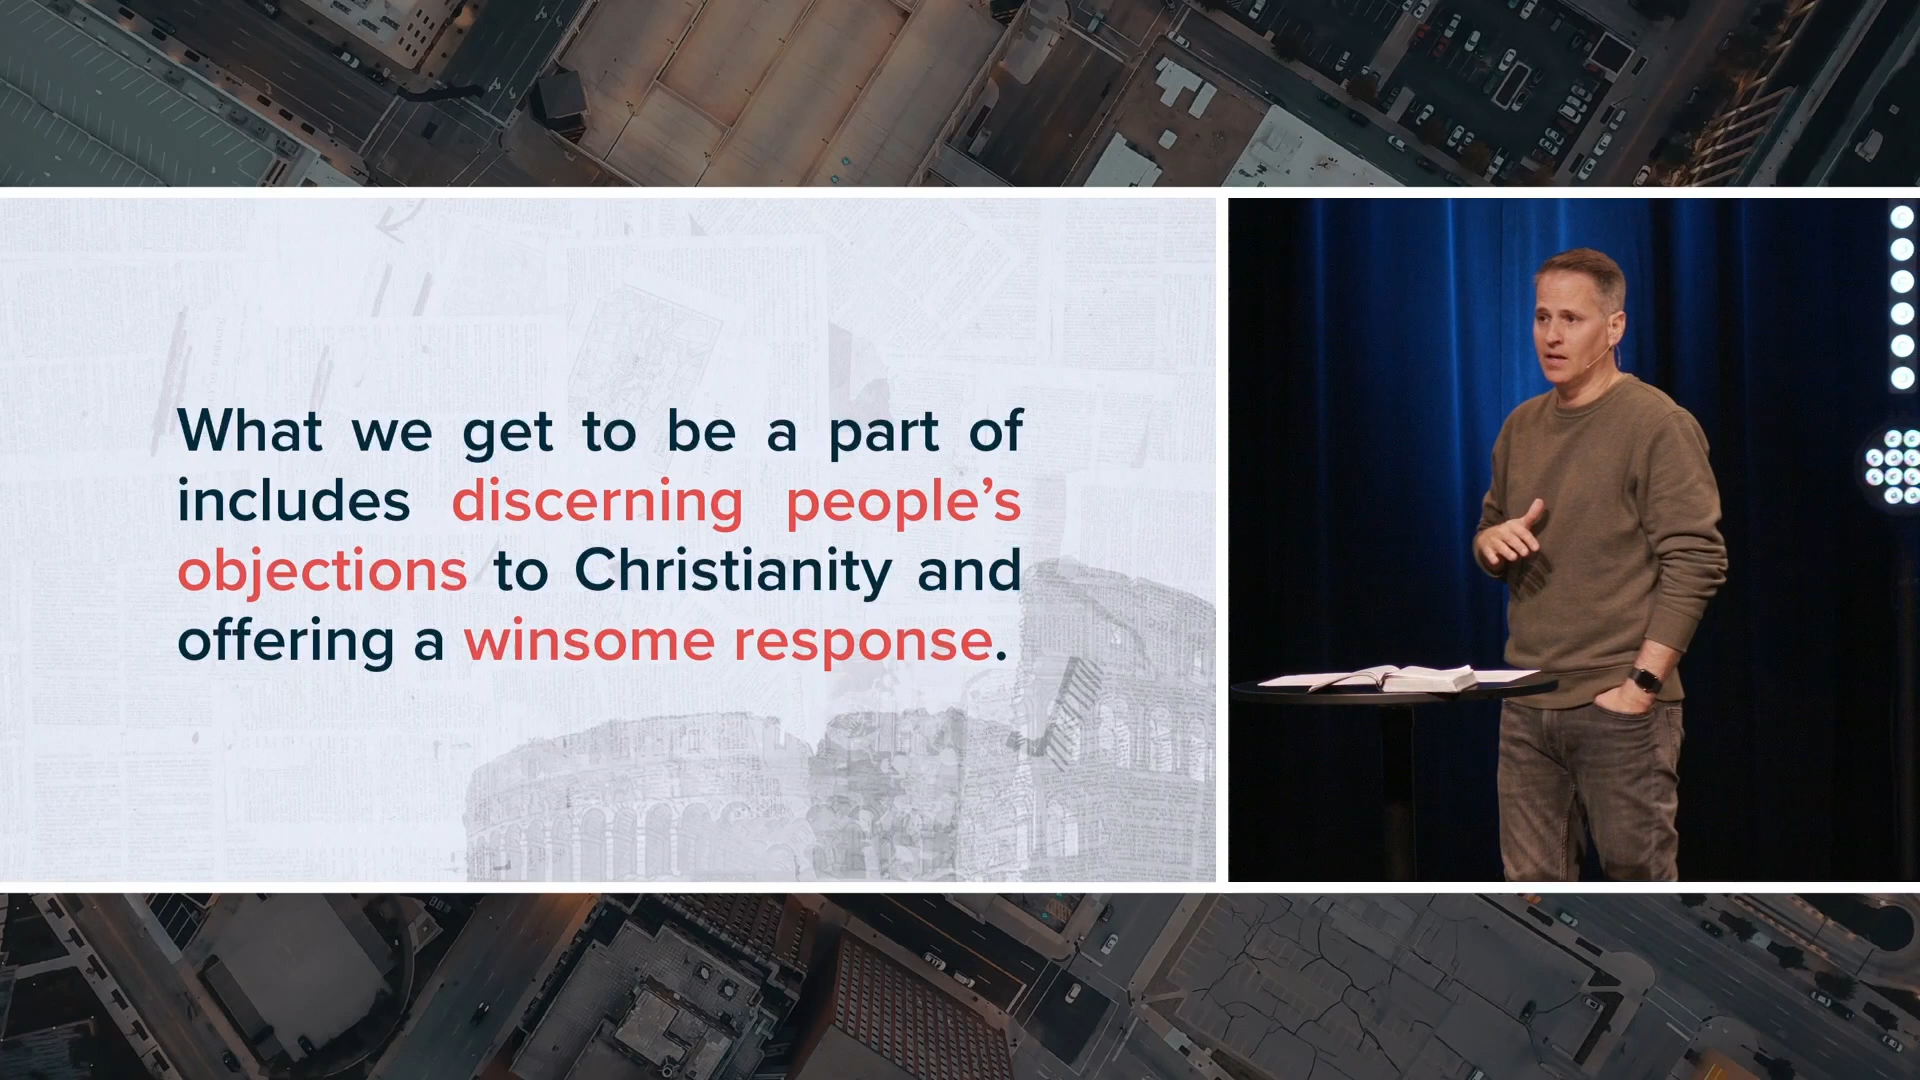 What we get to be a part of
includes discerning people’s
objections to Christianity and
offering a winsome response.